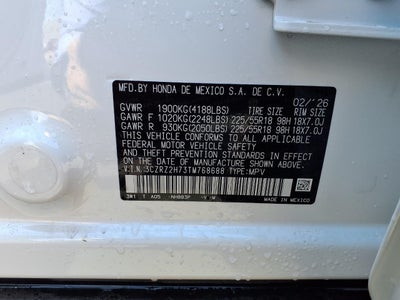 MFD.BY HONDA DE MEXICO S.A. DE C.V. 02/'26
GVWR 1900KG(4188LBS) TIRE SIZE RIM SIZE
GAWR F 1020KG(2248LBS) 225/55R18 98H 18X7.0J
GAWR R 930KG(2050LBS) 225/55R18 98H 18X7.0J
THIS VEHICLE CONFORMS TO ALL APPLICABLE
FEDERAL MOTOR VEHICLE SAFETY
AND THEFT PREVENTION STANDARDS IN EFFECT ON THE
DATE OF MANUFACTURE SHOWN ABOVE.
V.I.N.:3CZRZ2H73TM768688 TYPE:MPV
3W1 T A05 NH883P
MADE IN MEXICO